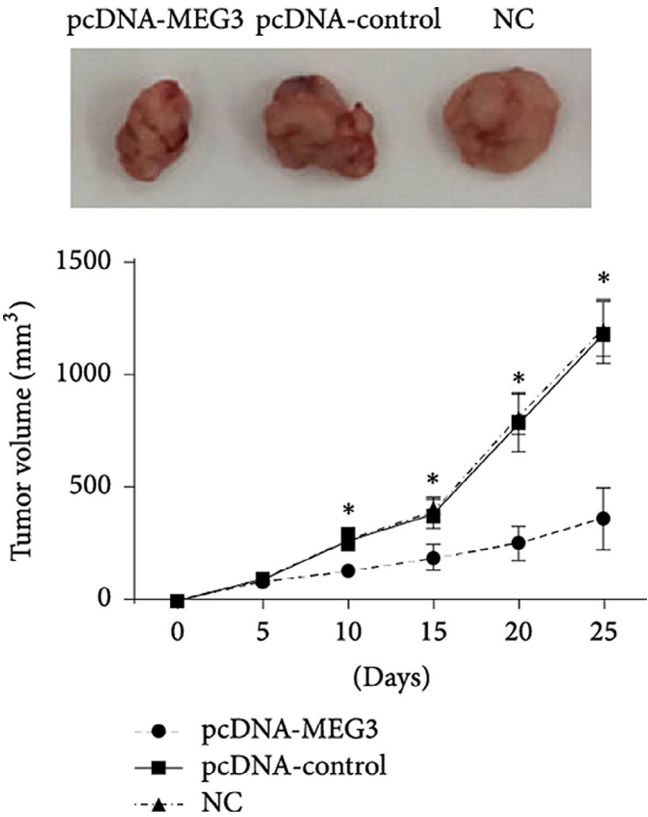 pcDNA-MEG3 pcDNA-control NC
1500
1000
500
0
Tumor volume (mm³)
* * * *
0 5 10 15 20 25
(Days)
pcDNA-MEG3
pcDNA-control
NC